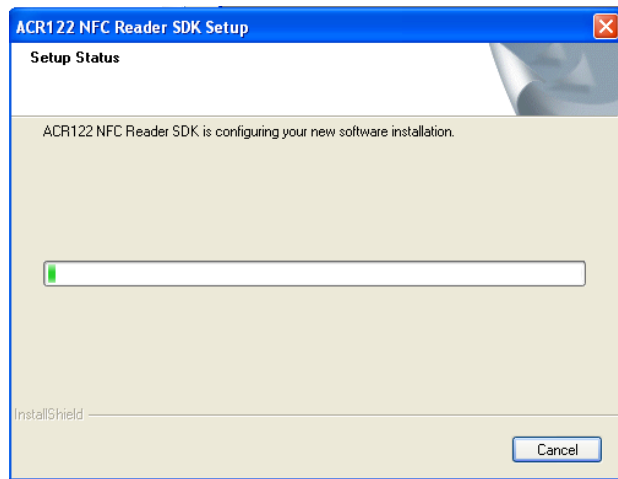 ACR122 NFC Reader SDK Setup
Setup Status
ACR122 NFC Reader SDK is configuring your new software installation.
InstallShield
Cancel